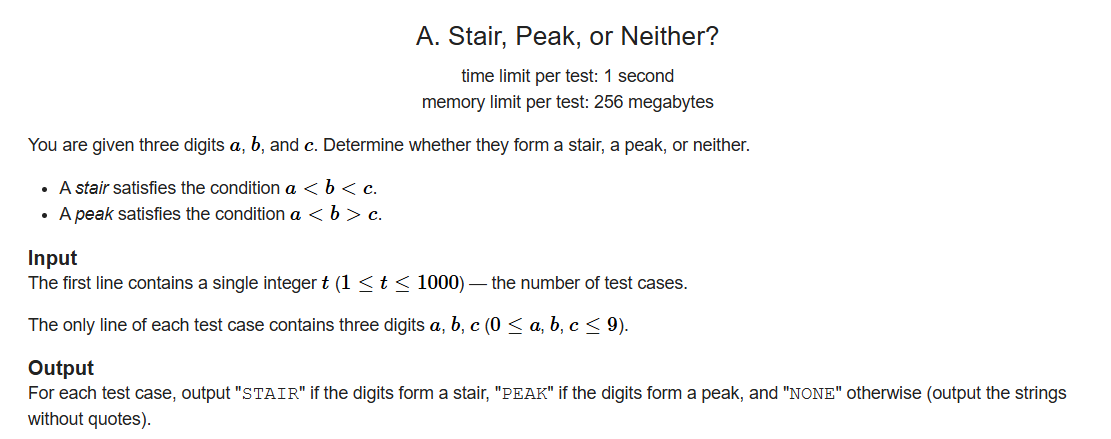 A. Stair, Peak, or Neither?
time limit per test: 1 second
memory limit per test: 256 megabytes
You are given three digits a, b, and c. Determine whether they form a stair, a peak, or neither.
• A stair satisfies the condition a < b < c.
• A peak satisfies the condition a < b > c.
Input
The first line contains a single integer t (1 ≤ t ≤ 1000) — the number of test cases.
The only line of each test case contains three digits a, b, c (0 ≤ a, b, c ≤ 9).
Output
For each test case, output "STAIR" if the digits form a stair, "PEAK" if the digits form a peak, and "NONE" otherwise (output the strings
without quotes).